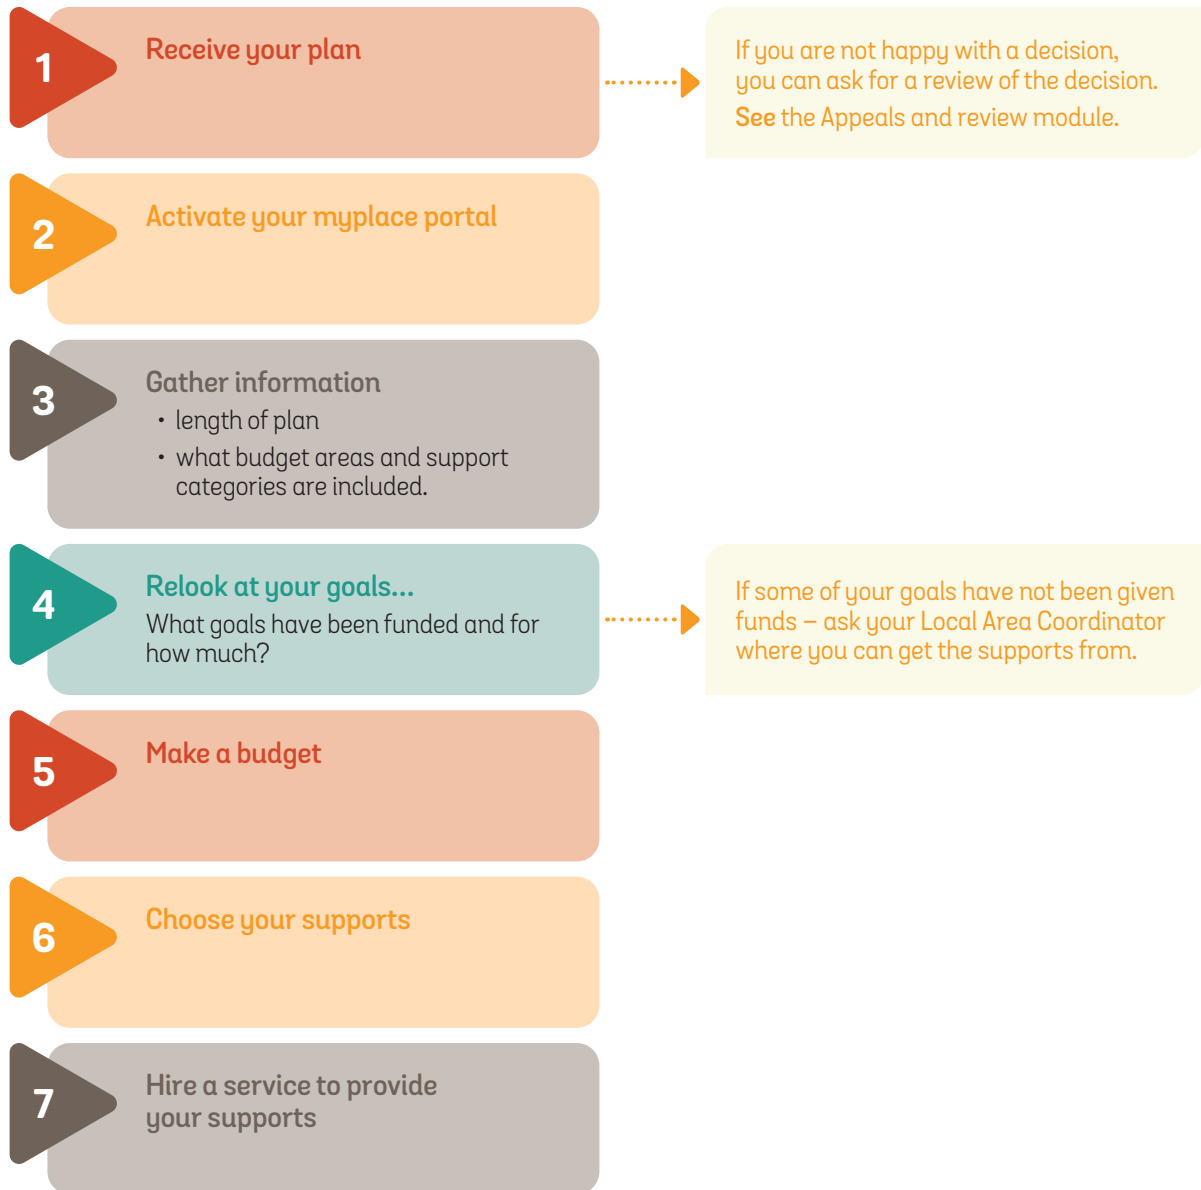 1
Receive your plan
If you are not happy with a decision,
you can ask for a review of the decision.
See the Appeals and review module.
2
Activate your myplace portal
3
Gather information
• length of plan
• what budget areas and support
categories are included.
4
Relook at your goals...
What goals have been funded and for
how much?
If some of your goals have not been given
funds – ask your Local Area Coordinator
where you can get the supports from.
5
Make a budget
6
Choose your supports
7
Hire a service to provide
your supports